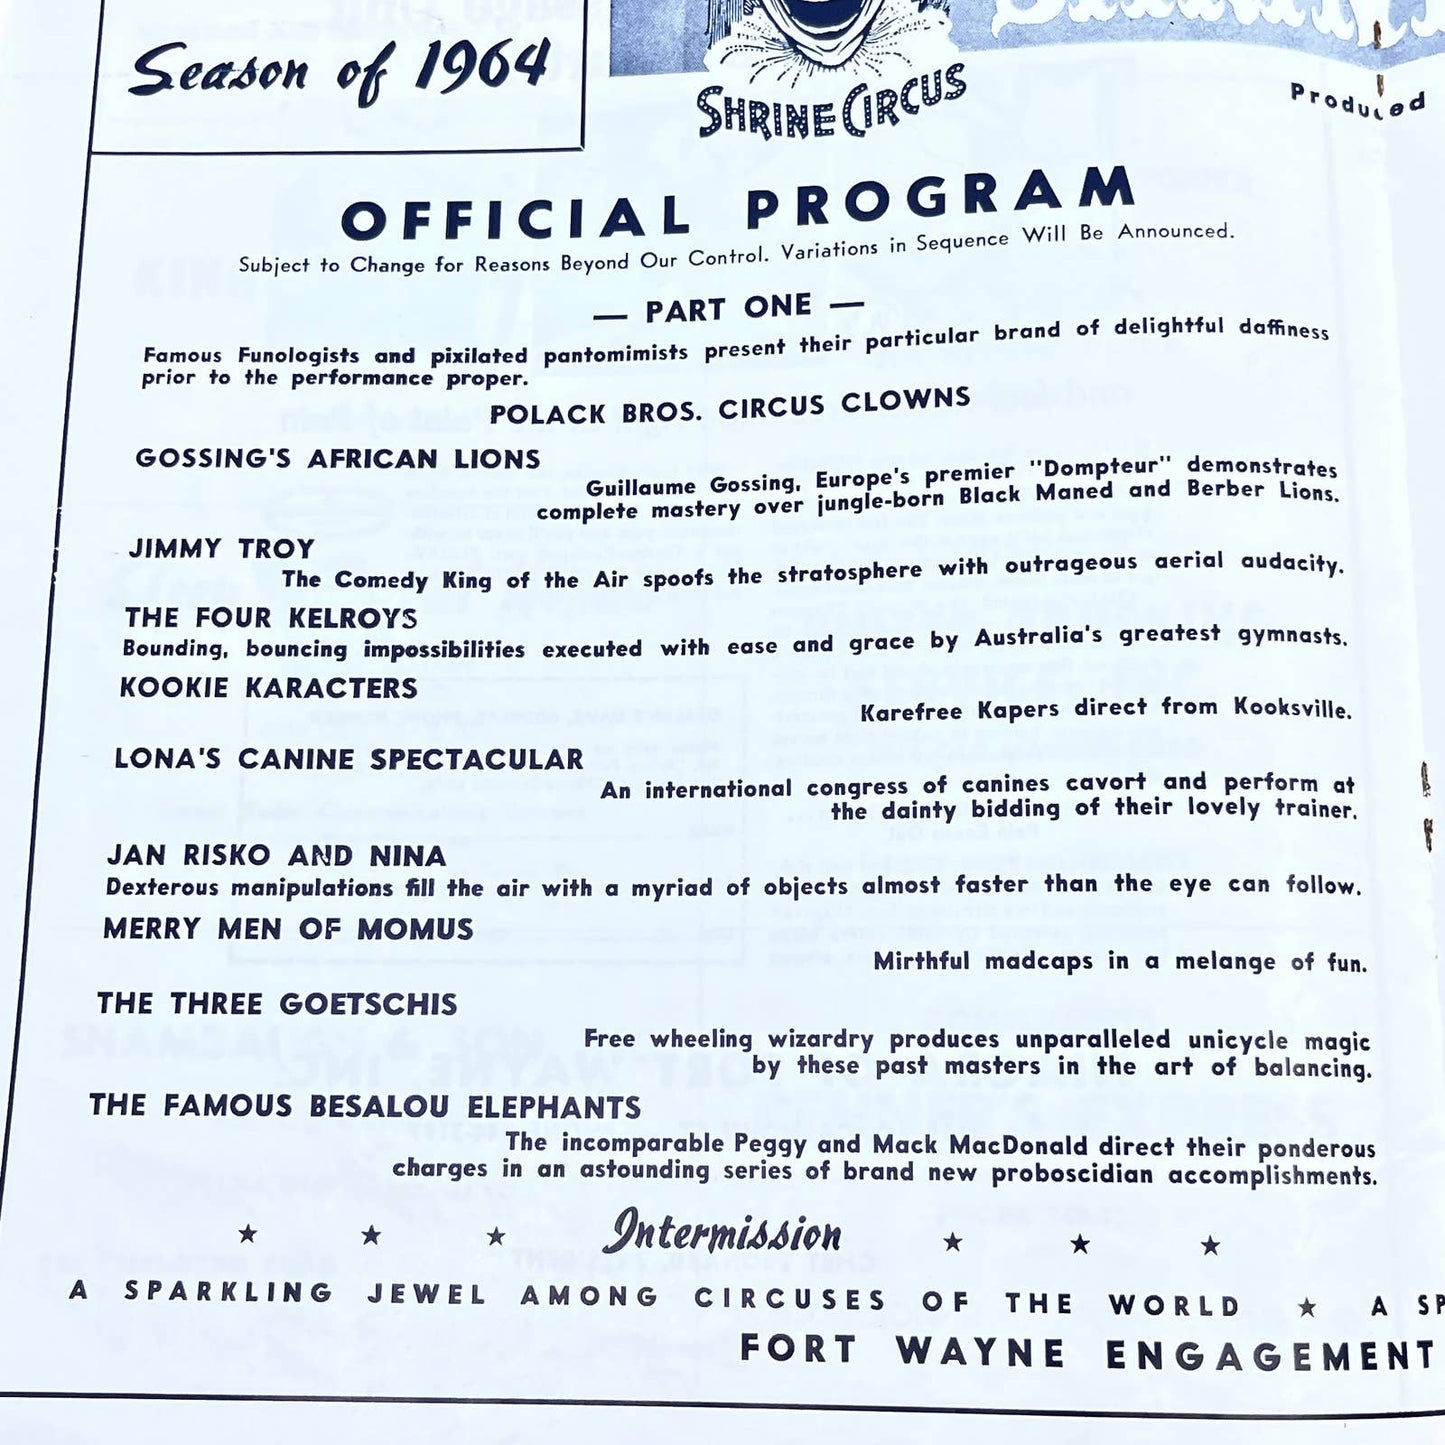 Season of 1964
SHRINE CIRCUS
Produced
OFFICIAL PROGRAM
Subject to Change for Reasons Beyond Our Control. Variations in Sequence Will Be Announced.
— PART ONE —
Famous Funologists and pixilated pantomimists present their particular brand of delightful daffiness
prior to the performance proper.
POLACK BROS. CIRCUS CLOWNS
GOSSING'S AFRICAN LIONS
Guillaume Gossing, Europe's premier "Dompteur" demonstrates
complete mastery over jungle-born Black Maned and Berber Lions.
JIMMY TROY
The Comedy King of the Air spoofs the stratosphere with outrageous aerial audacity.
THE FOUR KELROYS
Bounding, bouncing impossibilities executed with ease and grace by Australia's greatest gymnasts.
KOOKIE KARACTERS
Karefree Kapers direct from Kooksville.
LONA'S CANINE SPECTACULAR
An international congress of canines cavort and perform at
the dainty bidding of their lovely trainer.
JAN RISKO AND NINA
Dexterous manipulations fill the air with a myriad of objects almost faster than the eye can follow.
MERRY MEN OF MOMUS
Mirthful madcaps in a melange of fun.
THE THREE GOETSCHIS
Free wheeling wizardry produces unparalleled unicycle magic
by these past masters in the art of balancing.
THE FAMOUS BESALOU ELEPHANTS
The incomparable Peggy and Mack MacDonald direct their ponderous
charges in an astounding series of brand new proboscidian accomplishments.
★ ★ ★ Intermission ★ ★ ★
A SPARKLING JEWEL AMONG CIRCUSES OF THE WORLD ★ A SP
FORT WAYNE ENGAGEMENT